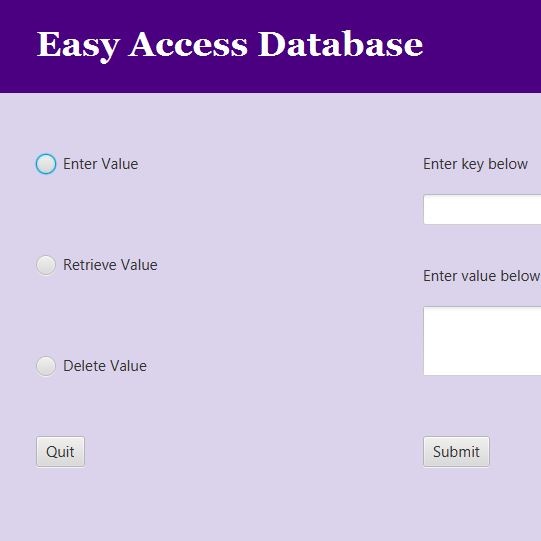 Easy Access Database
Enter Value
Enter key below
Retrieve Value
Enter value below
Delete Value
Quit
Submit